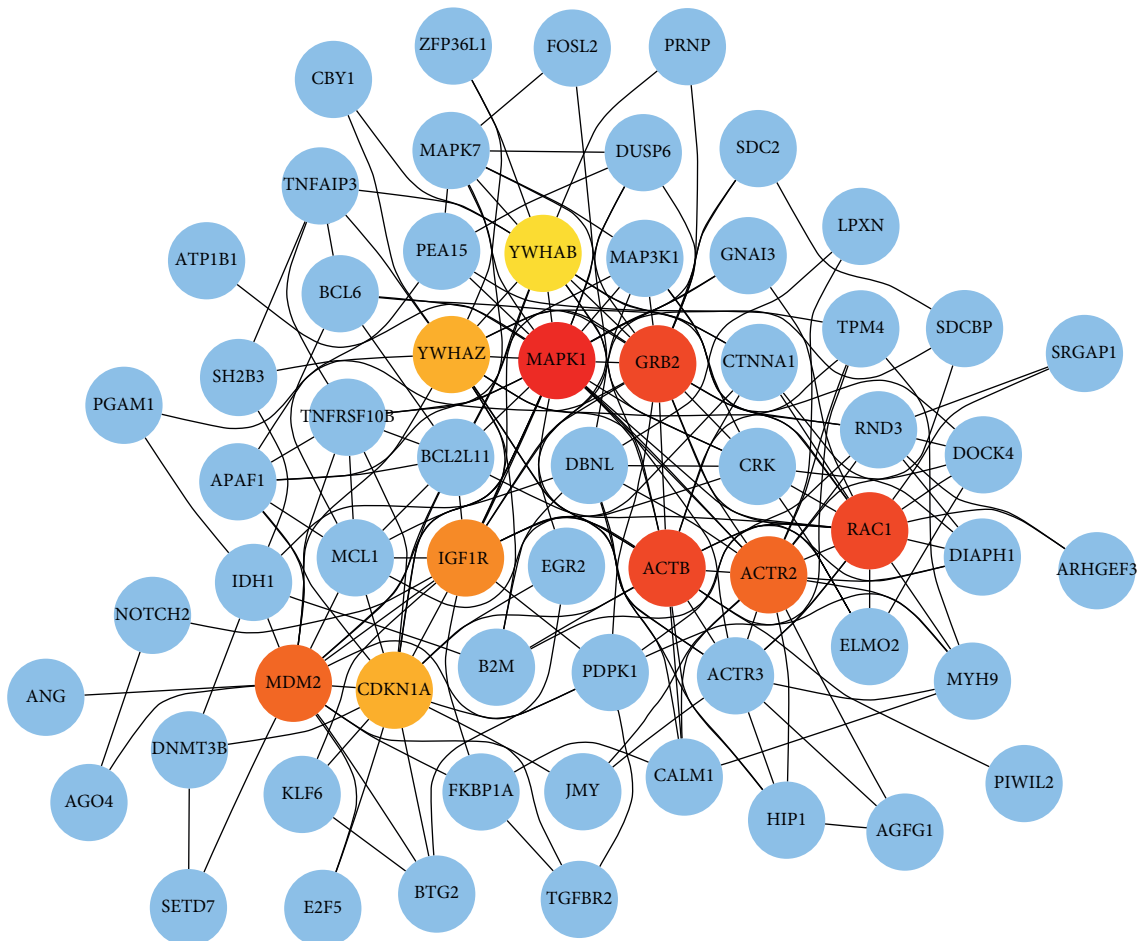 ZFP36L1
FOSL2
PRNP
CBY1
MAPK7
DUSP6
SDC2
TNFAIP3
LPXN
ATP1B1
PEA15
YWHAB
MAP3K1
GNAI3
BCL6
TPM4
SDCBP
SRGAP1
SH2B3
YWHAZ
MAPK1
GRB2
CTNNA1
PGAM1
TNFRSF10B
RND3
APAF1
BCL2L11
DBNL
CRK
DOCK4
RAC1
IDH1
MCL1
IGF1R
EGR2
ACTB
ACTR2
DIAPH1
ARHGEF3
NOTCH2
ELMO2
ANG
MDM2
CDKN1A
B2M
PDPK1
ACTR3
MYH9
DNMT3B
AGO4
KLF6
FKBP1A
JMY
CALM1
PIWIL2
HIP1
AGFG1
SETD7
E2F5
BTG2
TGFBR2